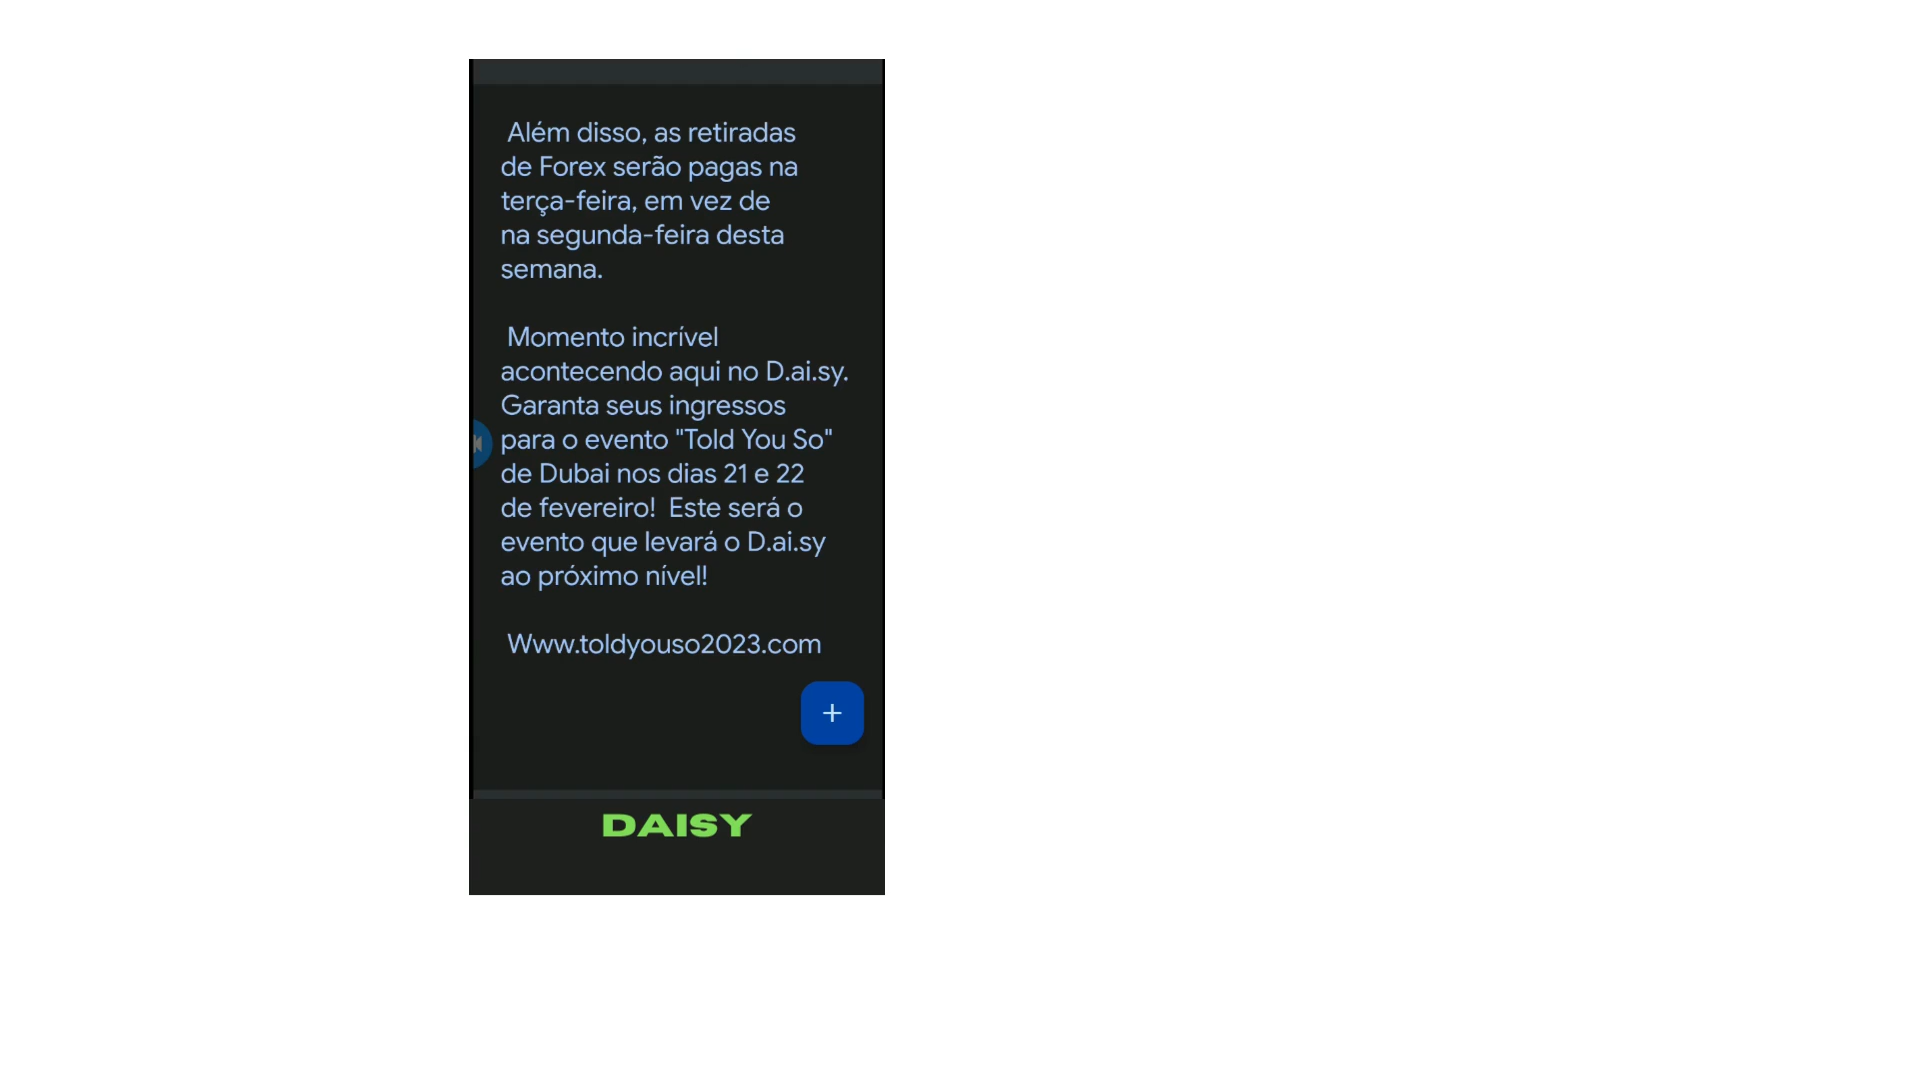 Além disso, as retiradas
de Forex serão pagas na
terça-feira, em vez de
na segunda-feira desta
semana.
Momento incrível
acontecendo aqui no D.ai.sy.
Garanta seus ingressos
para o evento "Told You So"
de Dubai nos dias 21 e 22
de fevereiro!  Este será o
evento que levará o D.ai.sy
ao próximo nível!
Www.toldyouso2023.com
+
DAISY